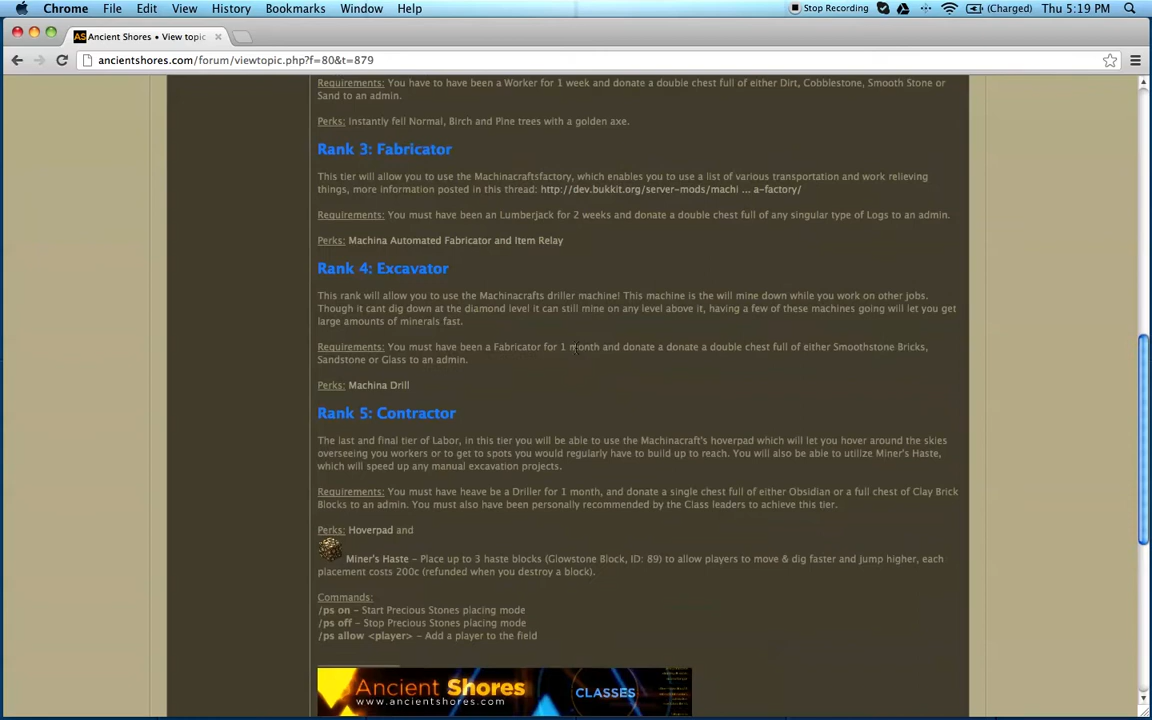 Chrome File Edit View History Bookmarks Window Help Stop Recording (Charged) Thu 5:19 PM
AS Ancient Shores • View topic ×
ancientshores.com/forum/viewtopic.php?f=80&t=879
Requirements: You have to have been a Worker for 1 week and donate a double chest full of either Dirt, Cobblestone, Smooth Stone or
Sand to an admin.
Perks: Instantly fell Normal, Birch and Pine trees with a golden axe.
Rank 3: Fabricator
This tier will allow you to use the Machinacraftsfactory, which enables you to use a list of various transportation and work relieving
things, more information posted in this thread: http://dev.bukkit.org/server-mods/machi ... a-factory/
Requirements: You must have been an Lumberjack for 2 weeks and donate a double chest full of any singular type of Logs to an admin.
Perks: Machina Automated Fabricator and Item Relay
Rank 4: Excavator
This rank will allow you to use the Machinacrafts driller machine! This machine is the will mine down while you work on other jobs.
Though it cant dig down at the diamond level it can still mine on any level above it, having a few of these machines going will let you get
large amounts of minerals fast.
Requirements: You must have been a Fabricator for 1 month and donate a donate a double chest full of either Smoothstone Bricks,
Sandstone or Glass to an admin.
Perks: Machina Drill
Rank 5: Contractor
The last and final tier of Labor, in this tier you will be able to use the Machinacraft's hoverpad which will let you hover around the skies
overseeing you workers or to get to spots you would regularly have to build up to reach. You will also be able to utilize Miner's Haste,
which will speed up any manual excavation projects.
Requirements: You must have heave be a Driller for 1 month, and donate a single chest full of either Obsidian or a full chest of Clay Brick
Blocks to an admin. You must also have been personally recommended by the Class leaders to achieve this tier.
Perks: Hoverpad and
Miner's Haste – Place up to 3 haste blocks (Glowstone Block, ID: 89) to allow players to move & dig faster and jump higher, each
placement costs 200c (refunded when you destroy a block).
Commands:
/ps on – Start Precious Stones placing mode
/ps off – Stop Precious Stones placing mode
/ps allow <player> – Add a player to the field
Ancient Shores CLASSES
www.ancientshores.com